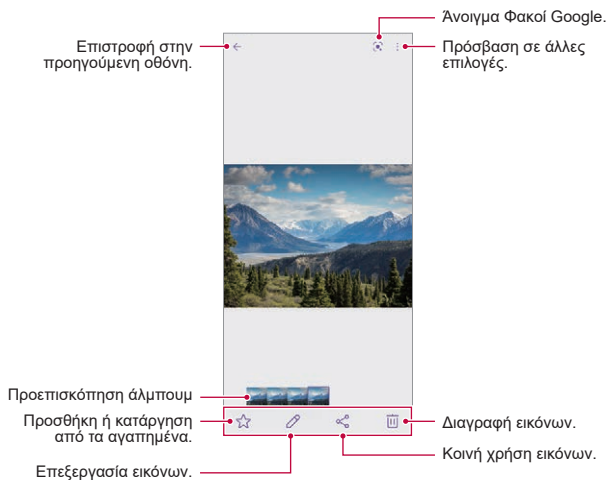 Άνοιγμα Φακοί Google.
Επιστροφή στην
προηγούμενη οθόνη.
Πρόσβαση σε άλλες
επιλογές.
Προεπισκόπηση άλμπουμ
Προσθήκη ή κατάργηση
από τα αγαπημένα.
Διαγραφή εικόνων.
Κοινή χρήση εικόνων.
Επεξεργασία εικόνων.